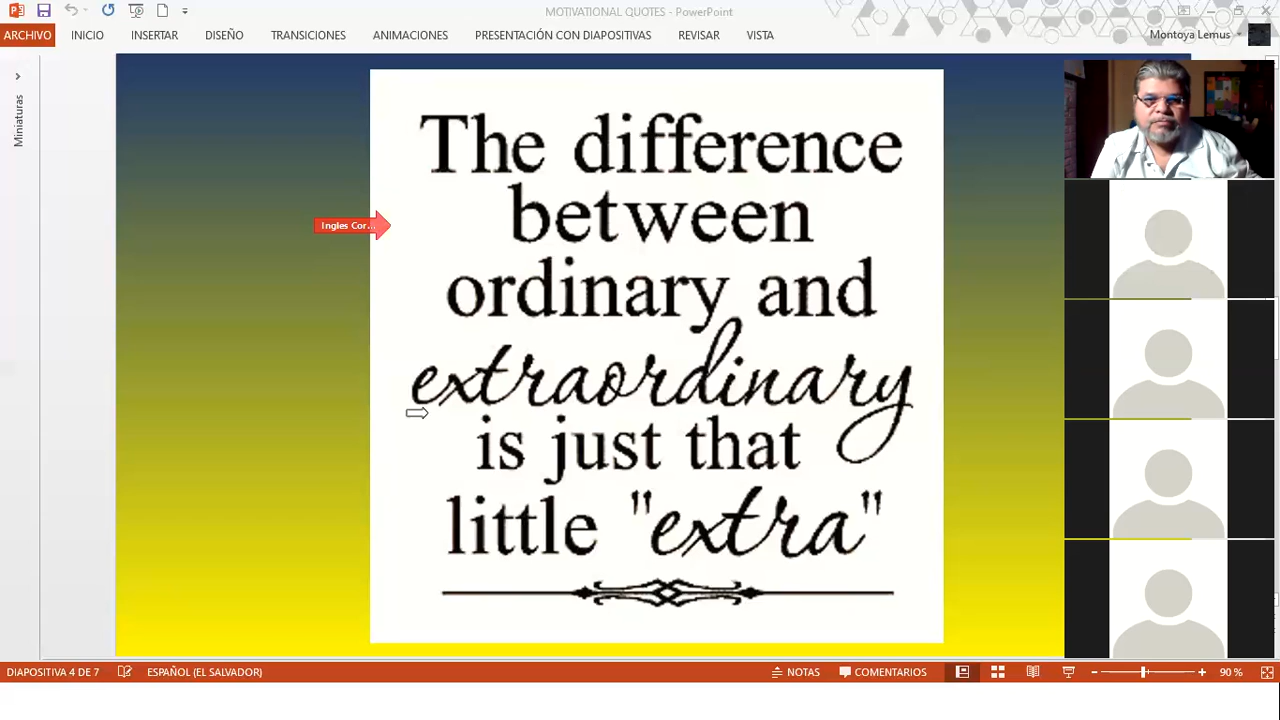 MOTIVATIONAL QUOTES - PowerPoint
ARCHIVO INICIO INSERTAR DISEÑO TRANSICIONES ANIMACIONES PRESENTACIÓN CON DIAPOSITIVAS REVISAR VISTA Montoya Lemus
Miniaturas
The difference
between
Ingles Cor...
ordinary and
extraordinary
is just that
little "extra"
DIAPOSITIVA 4 DE 7 ESPAÑOL (EL SALVADOR) NOTAS COMENTARIOS 90 %